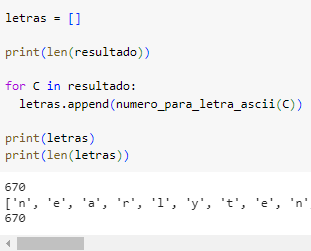 letras = []
print(len(resultado))
for C in resultado:
letras.append(numero_para_letra_ascii(C))
print(letras)
print(len(letras))
670
['n', 'e', 'a', 'r', 'l', 'y', 't', 'e', 'n'
670